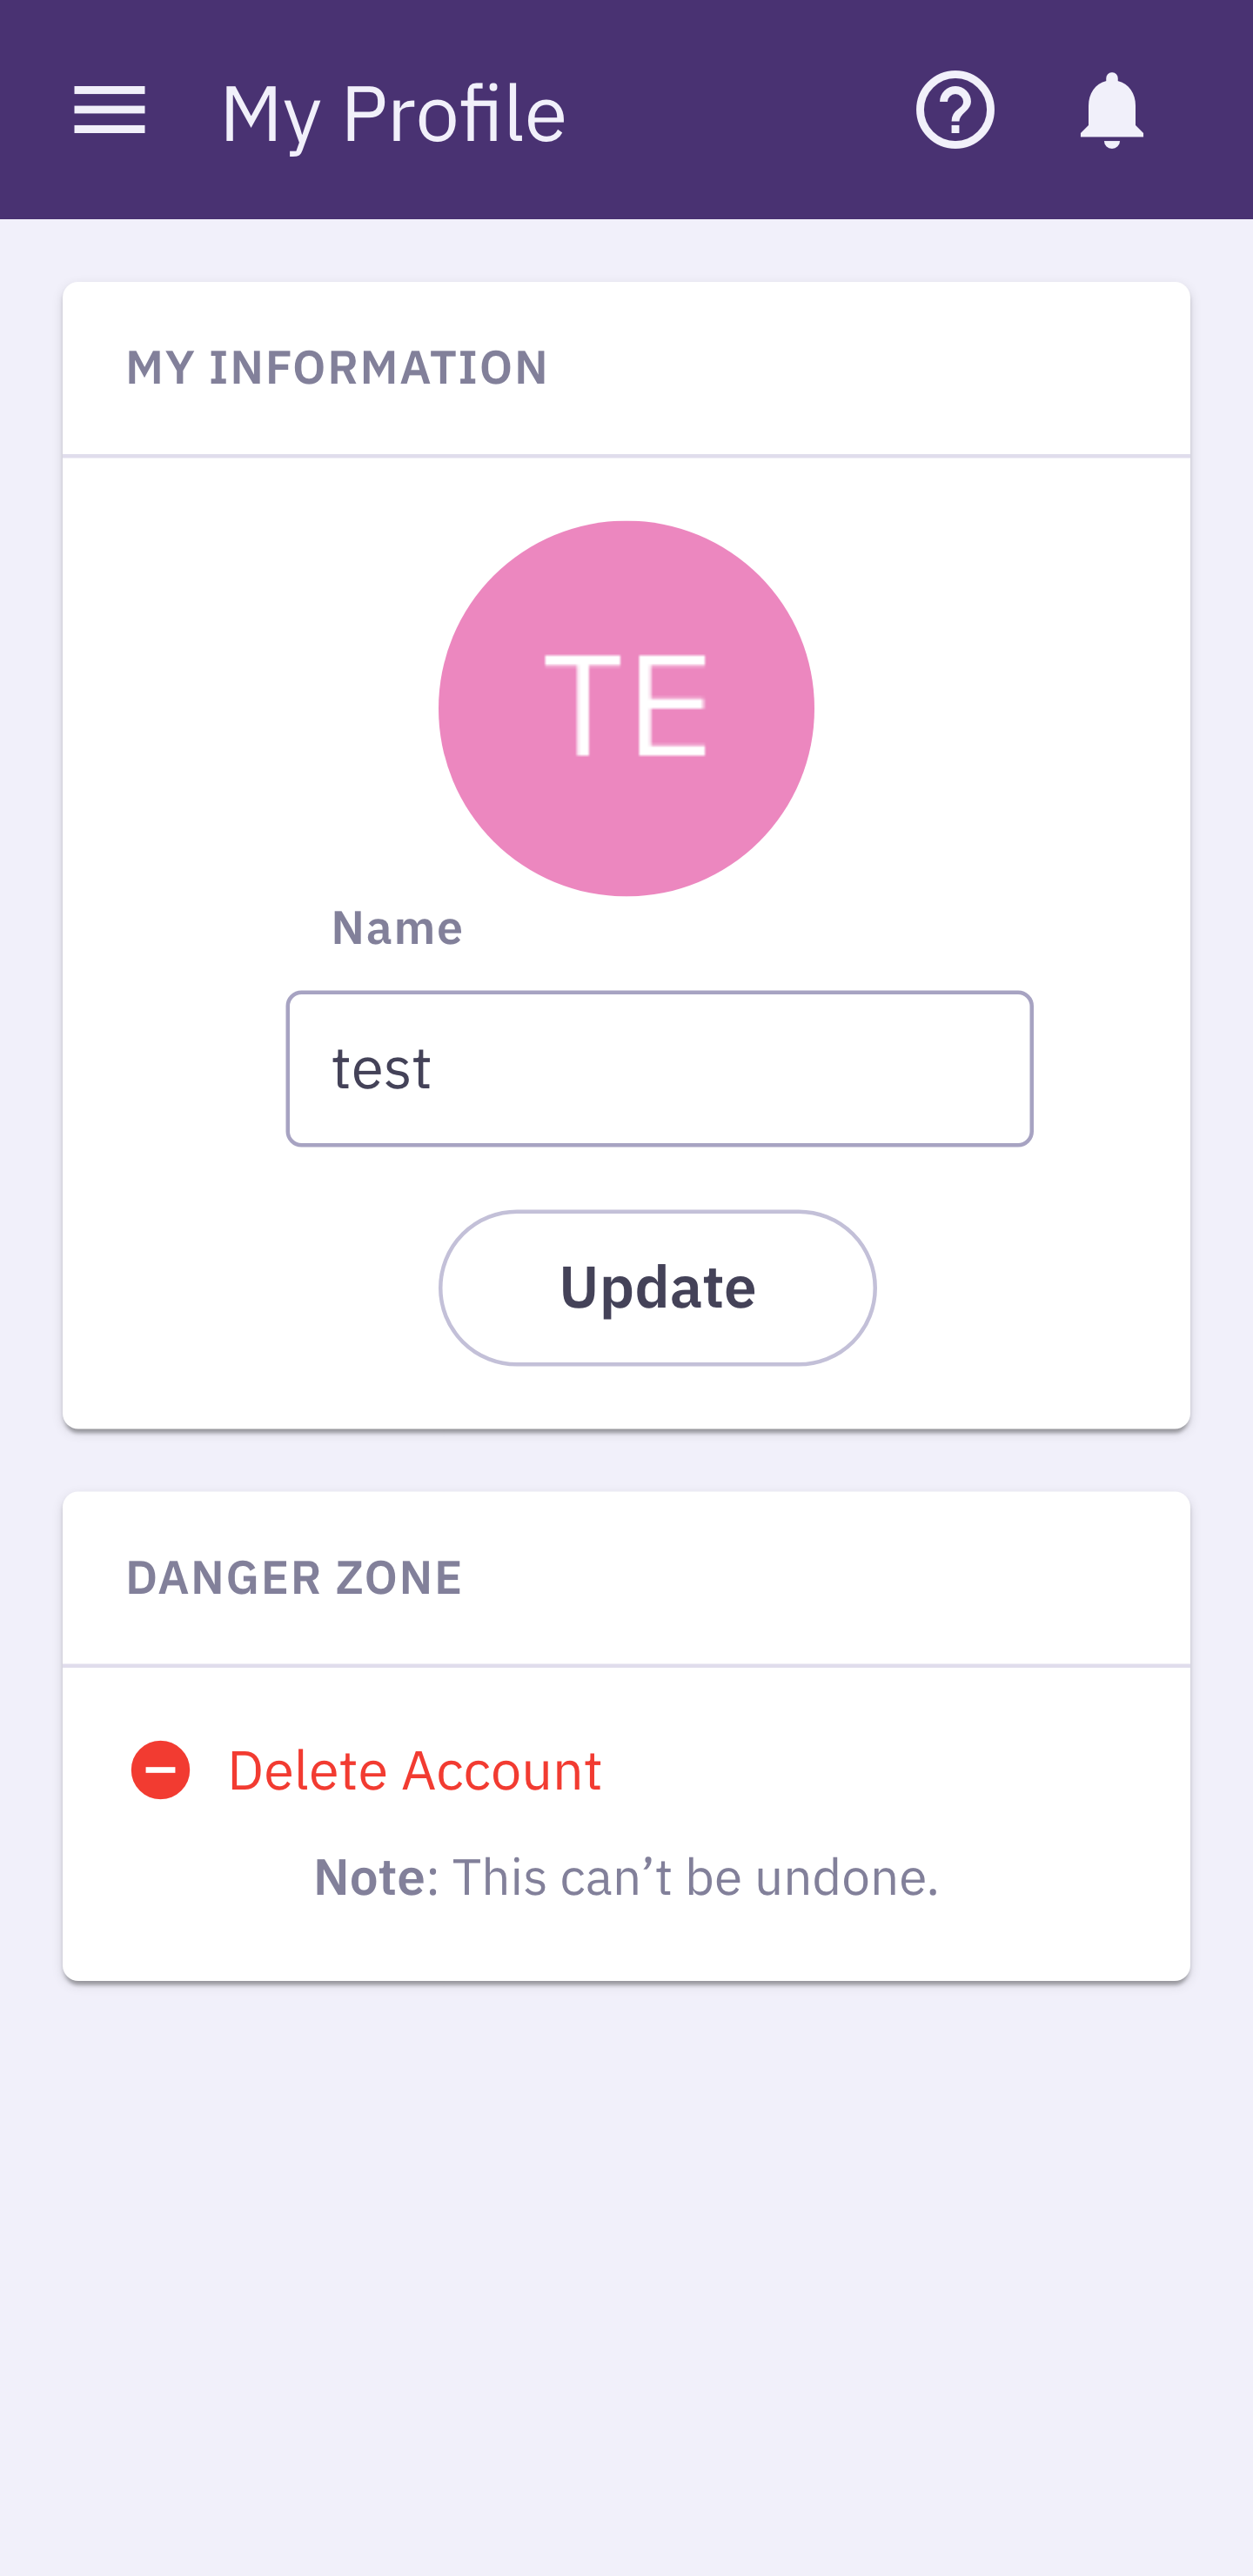 My Profile
MY INFORMATION
TE
Name
test
Update
DANGER ZONE
Delete Account
Note: This can’t be undone.